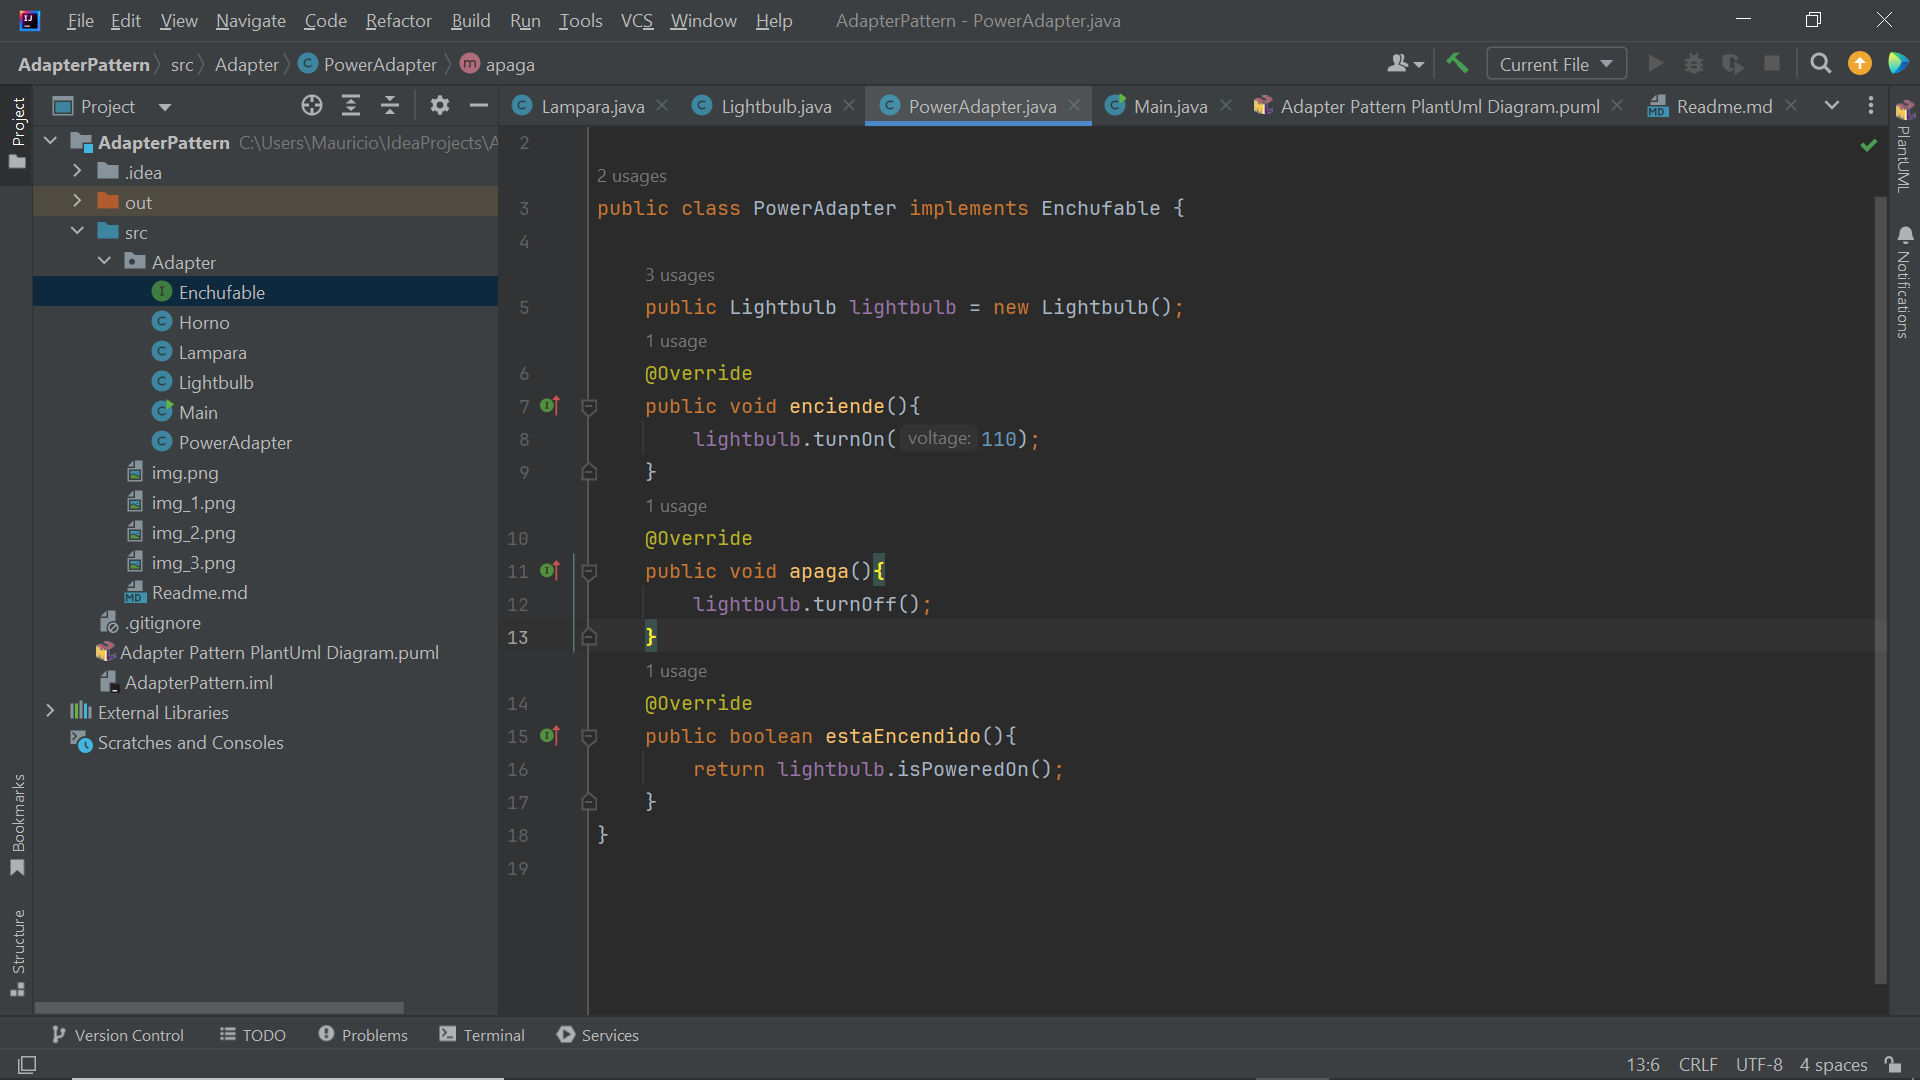 File Edit View Navigate Code Refactor Build Run Tools VCS Window Help AdapterPattern - PowerAdapter.java
AdapterPattern src Adapter PowerAdapter apaga
Current File
Project
Lampara.java Lightbulb.java PowerAdapter.java Main.java Adapter Pattern PlantUml Diagram.puml Readme.md
Project
AdapterPattern C:\Users\Mauricio\IdeaProjects\A
.idea
out
src
Adapter
Enchufable
Horno
Lampara
Lightbulb
Main
PowerAdapter
img.png
img_1.png
img_2.png
img_3.png
Readme.md
.gitignore
Adapter Pattern PlantUml Diagram.puml
AdapterPattern.iml
External Libraries
Scratches and Consoles
Bookmarks
Structure
2
2 usages
3 public class PowerAdapter implements Enchufable {
4
3 usages
5 public Lightbulb lightbulb = new Lightbulb();
1 usage
6 @Override
7 public void enciende(){
8 lightbulb.turnOn( voltage: 110);
9 }
1 usage
10 @Override
11 public void apaga(){
12 lightbulb.turnOff();
13 }
1 usage
14 @Override
15 public boolean estaEncendido(){
16 return lightbulb.isPoweredOn();
17 }
18 }
19
PlantUML
Notifications
Version Control TODO Problems Terminal Services
13:6 CRLF UTF-8 4 spaces